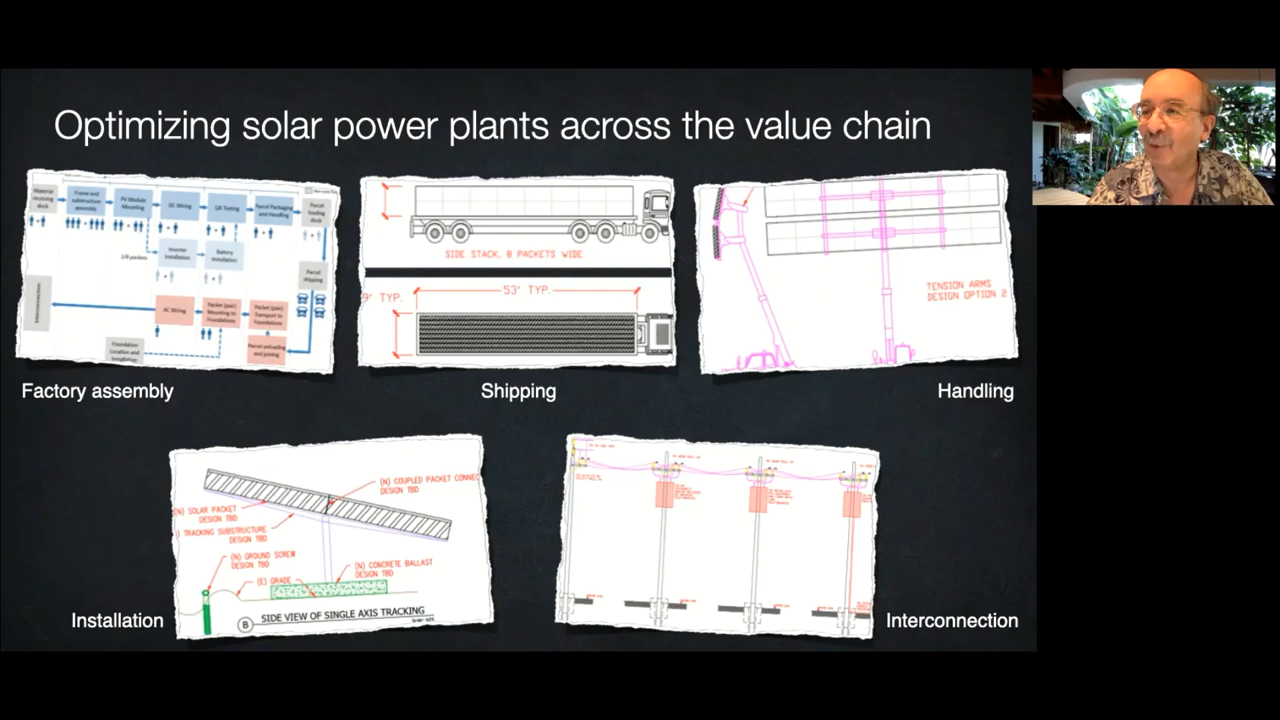 Optimizing solar power plants across the value chain
Material
receiving
dock
Frame and
substructure
assembly
PV Module
Mounting
DC Wiring
QA Testing
Parcel Packaging
and Handling
Parcel
loading
dock
Inverter
Installation
Battery
Installation
Parcel
shipping
Interconnection
AC Wiring
Packet (pair)
Mounting to
Foundations
Packet (pair)
Transport to
Foundations
Foundation
Location and
Installation
Parcel unloading
and joining
Factory assembly
SIDE STACK, 8 PACKETS WIDE
53' TYP.
9' TYP.
Shipping
TENSION ARMS
DESIGN OPTION 2
Handling
(N) COUPLED PACKET CONNE
DESIGN TBD
(N) SOLAR PACKET
DESIGN TBD
) TRACKING SUBSTRUCTURE
DESIGN TBD
(N) GROUND SCREW
DESIGN TBD
(N) CONCRETE BALLAST
DESIGN TBD
(E) GRADE
B SIDE VIEW OF SINGLE AXIS TRACKING
Installation
Interconnection